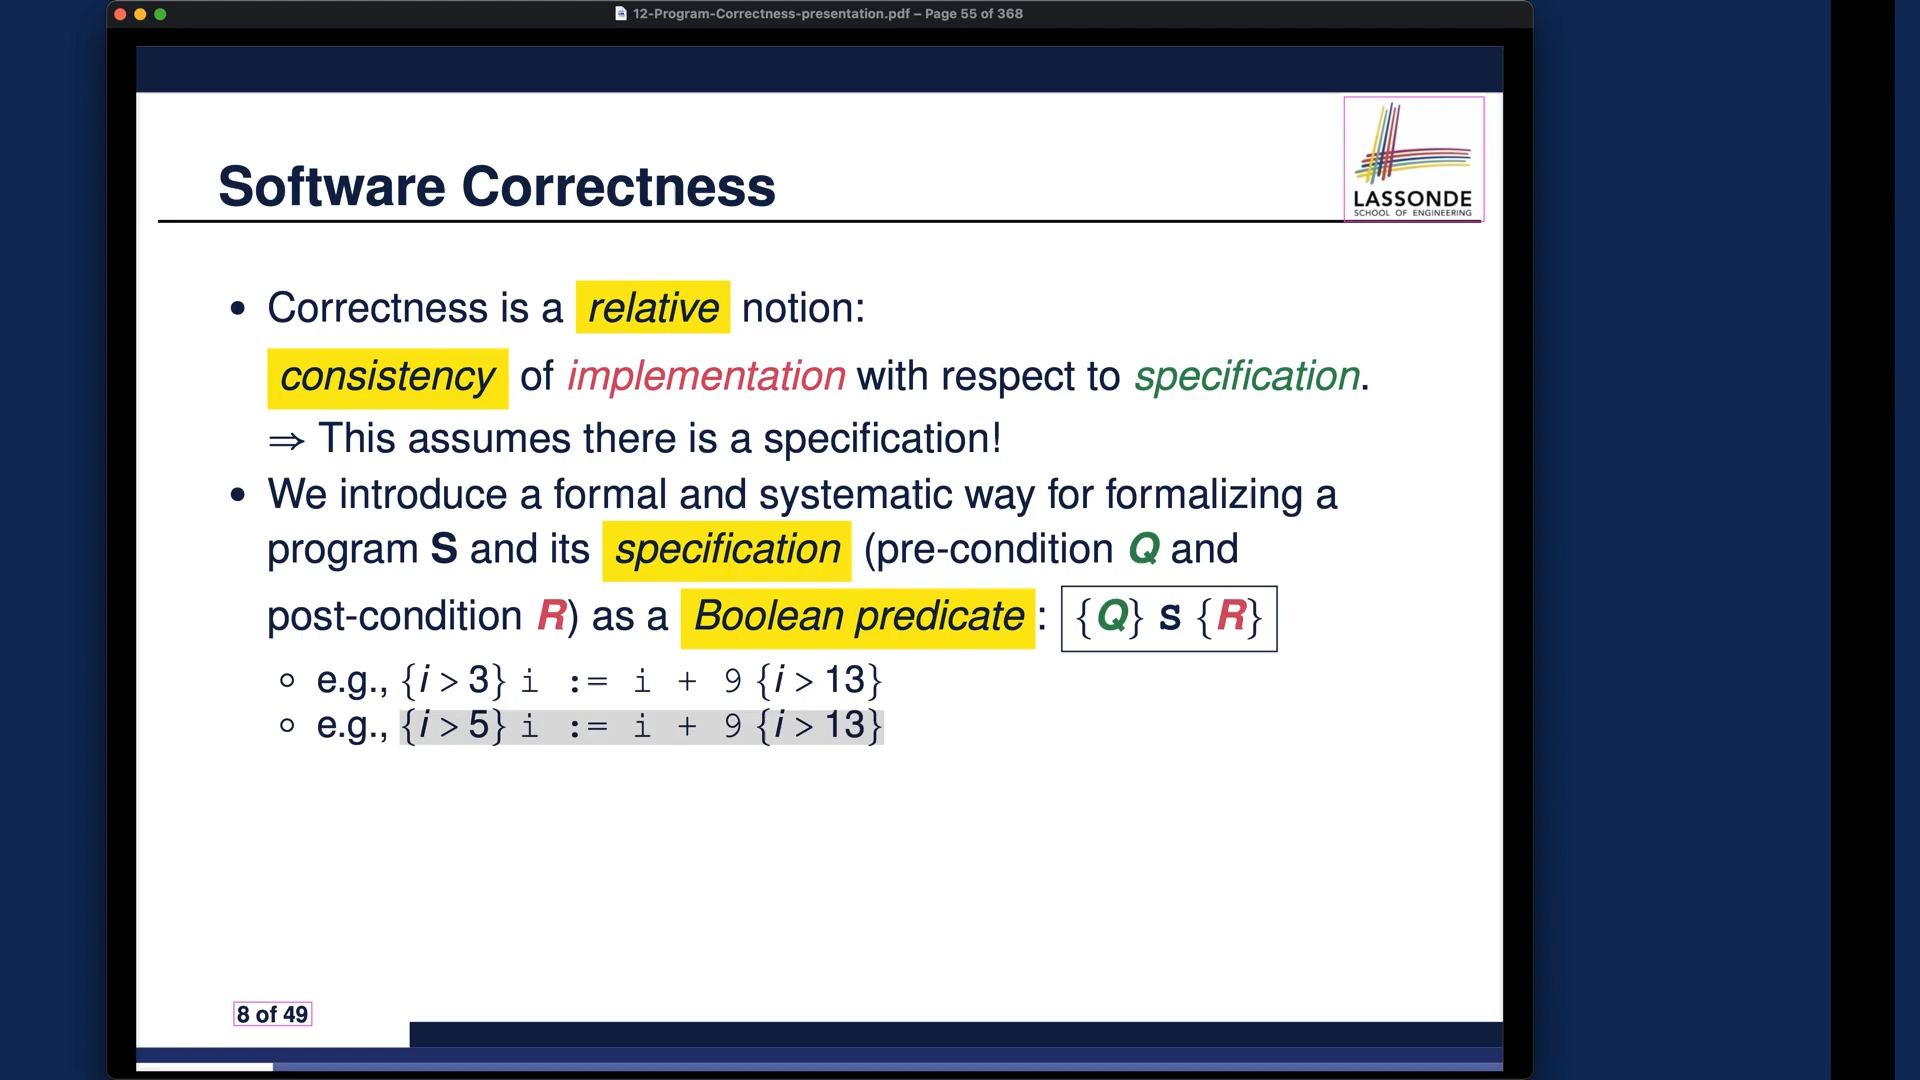 12-Program-Correctness-presentation.pdf – Page 55 of 368
LASSONDE
SCHOOL OF ENGINEERING
Software Correctness
• Correctness is a relative notion:
consistency of implementation with respect to specification.
⇒ This assumes there is a specification!
• We introduce a formal and systematic way for formalizing a
program S and its specification (pre-condition Q and
post-condition R) as a Boolean predicate : {Q} S {R}
○ e.g., {i > 3} i := i + 9 {i > 13}
○ e.g., {i > 5} i := i + 9 {i > 13}
8 of 49